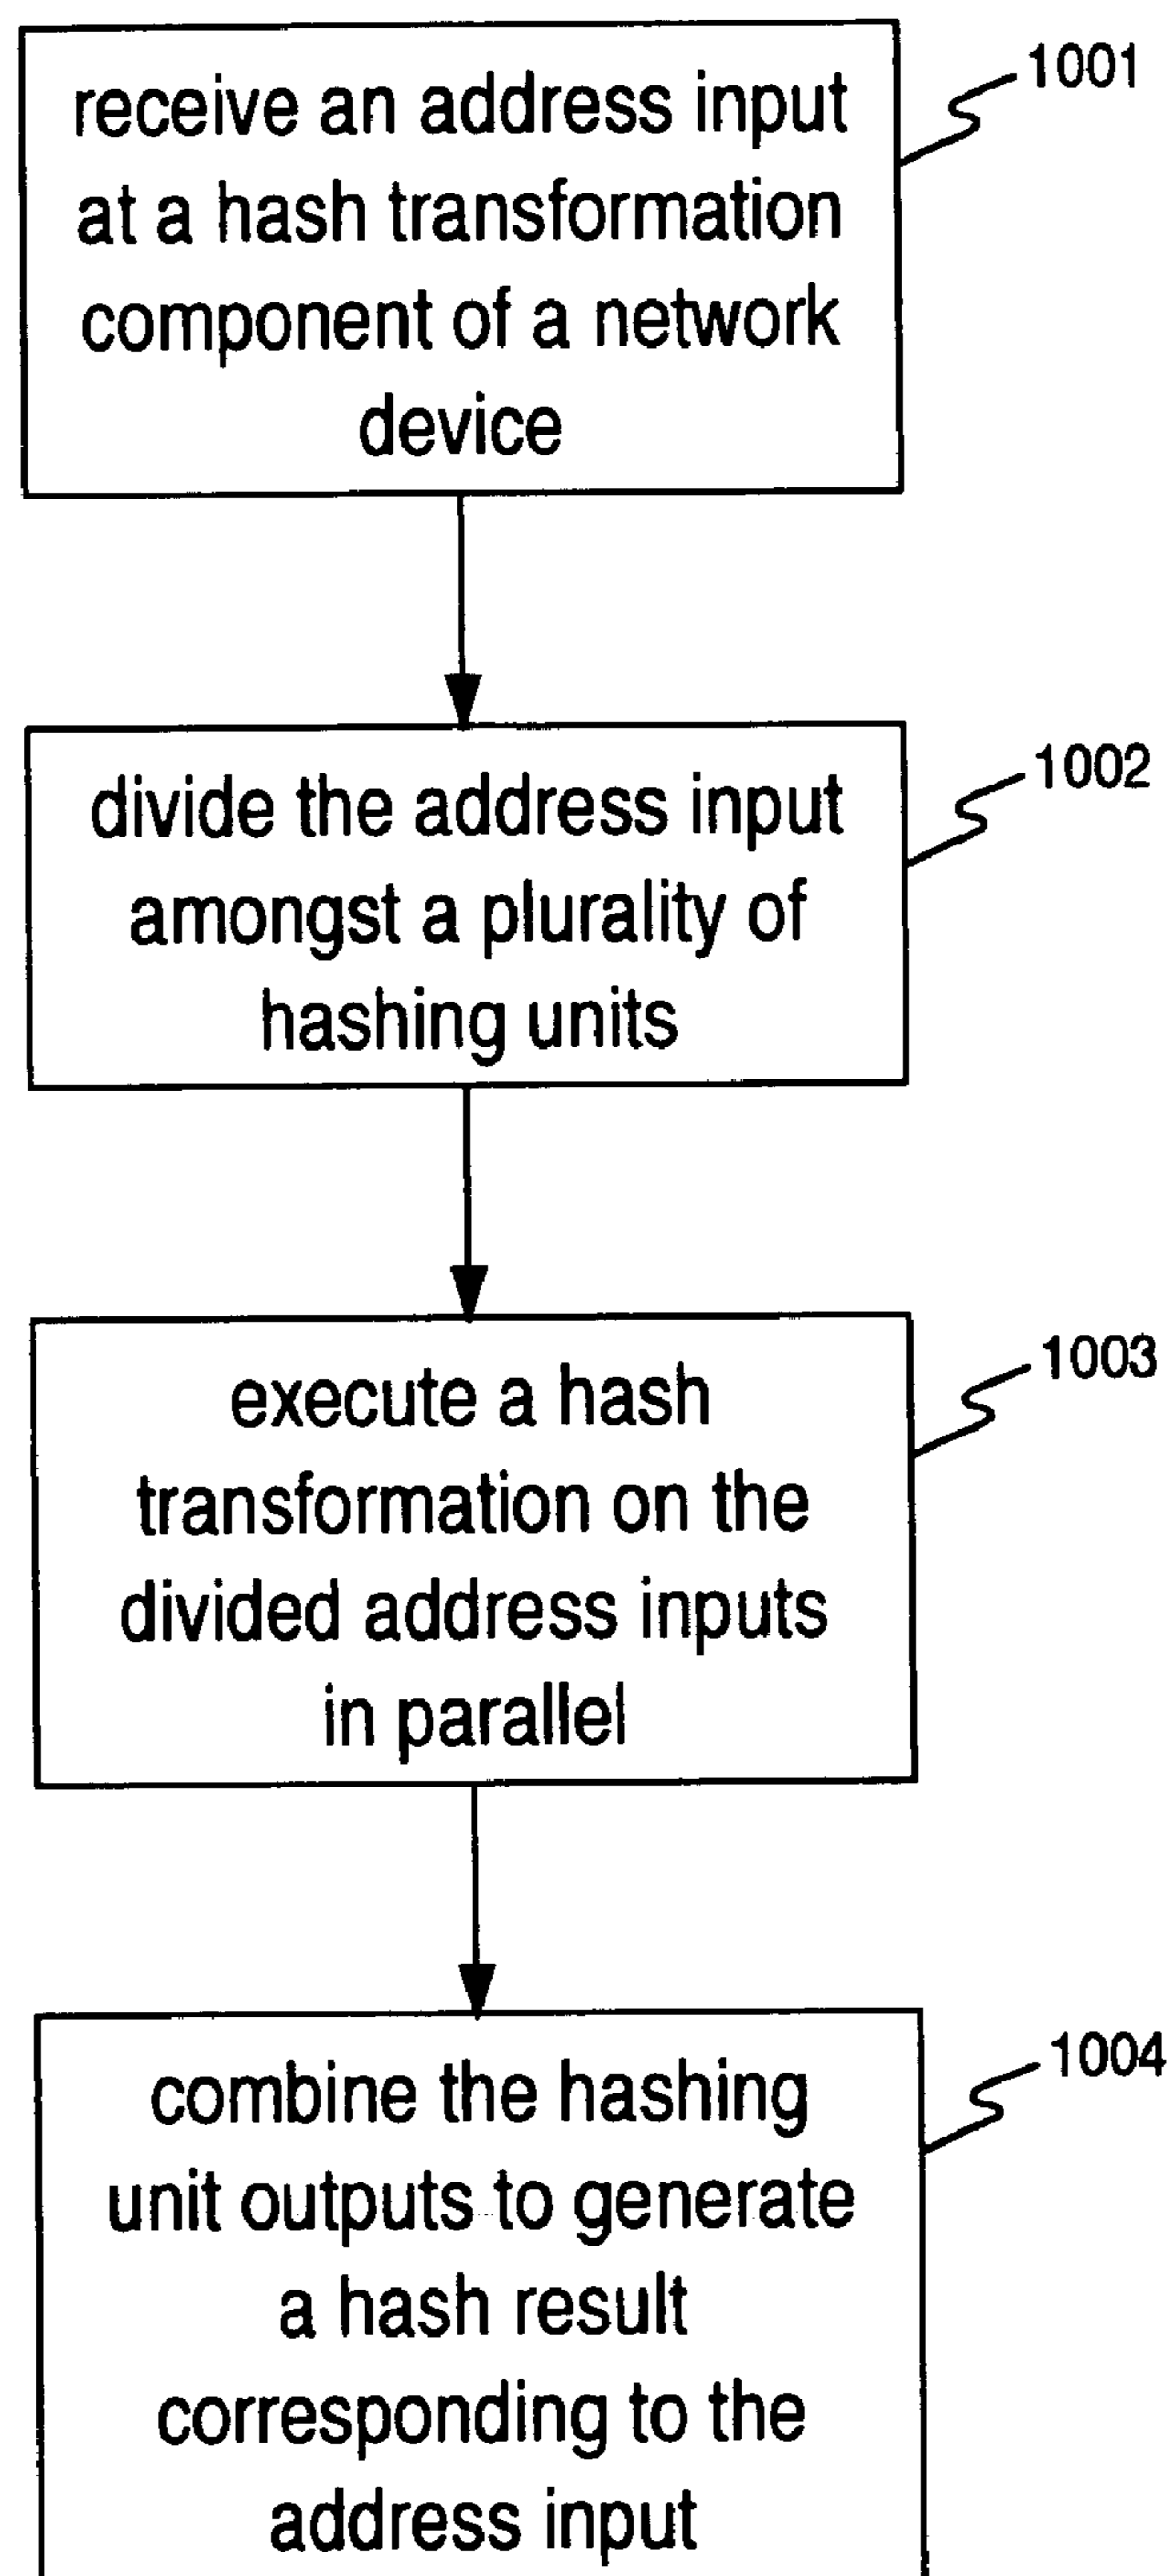 receive an address input
at a hash transformation
component of a network
device
1001
divide the address input
amongst a plurality of
hashing units
1002
execute a hash
transformation on the
divided address inputs
in parallel
1003
combine the hashing
unit outputs to generate
a hash result
corresponding to the
address input
1004